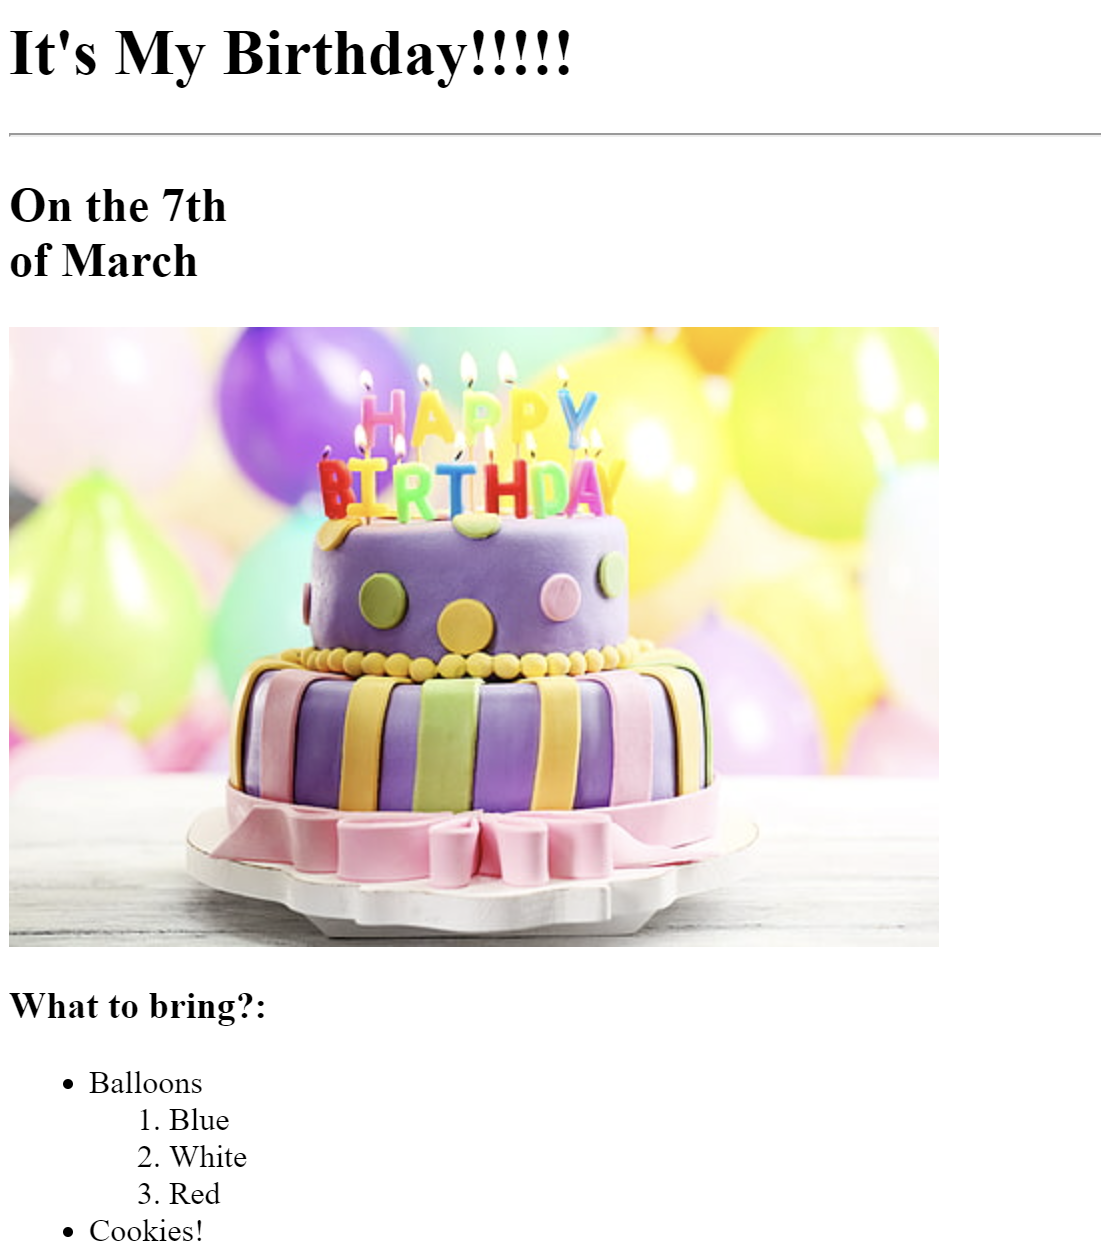 It's My Birthday!!!!!
On the 7th
of March
HAPPY
BIRTHDAY
What to bring?:
• Balloons
1. Blue
2. White
3. Red
• Cookies!